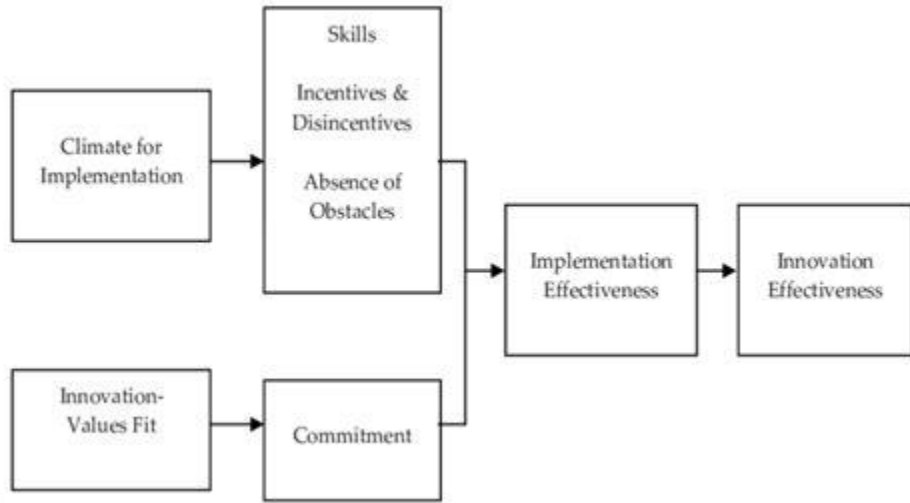 Climate for
Implementation
Skills
Incentives &
Disincentives
Absence of
Obstacles
Innovation-
Values Fit
Commitment
Implementation
Effectiveness
Innovation
Effectiveness